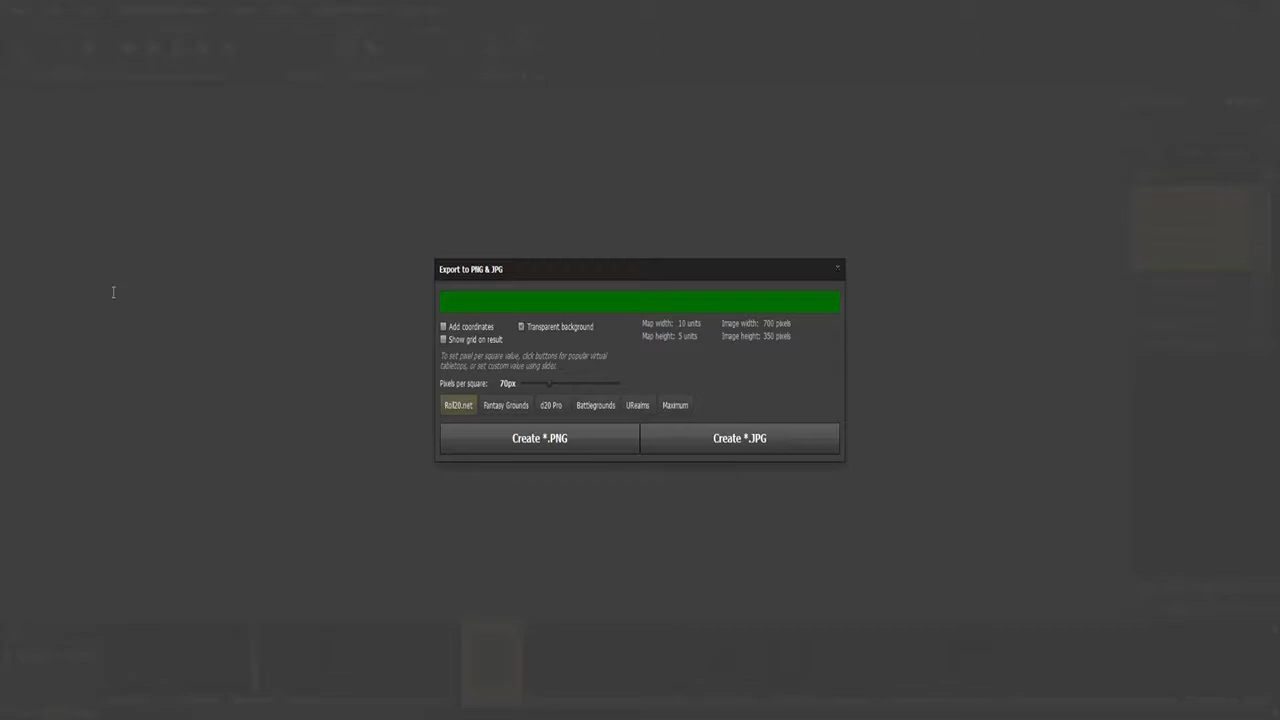 Export to PNG & JPG
Add coordinates
Transparent background
Map width: 10 units
Image width: 700 pixels
Show grid on result
Map height: 5 units
Image height: 350 pixels
To set pixel per square value, click buttons for popular virtual
tabletops, or set custom value using slider.
Pixels per square: 70px
Roll20.net
Fantasy Grounds
d20 Pro
Battlegrounds
URealms
Maximum
Create *.PNG
Create *.JPG